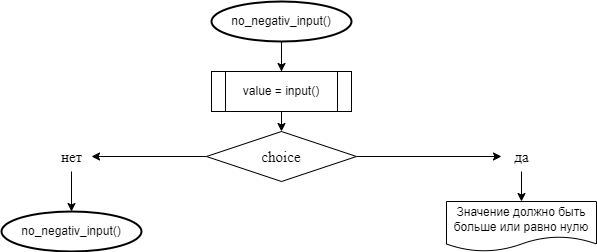 no_negativ_input()
value = input()
нет
choice
да
no_negativ_input()
Значение должно быть
больше или равно нулю